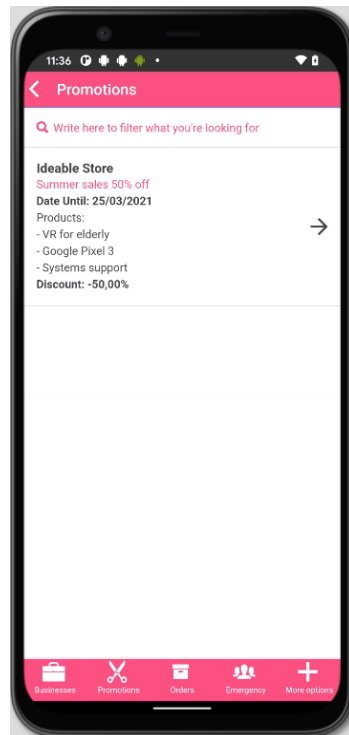 11:36
Promotions
Write here to filter what you're looking for
Ideable Store
Summer sales 50% off
Date Until: 25/03/2021
Products:
- VR for elderly
- Google Pixel 3
- Systems support
Discount: -50,00%
Businesses Promotions Orders Emergency More options